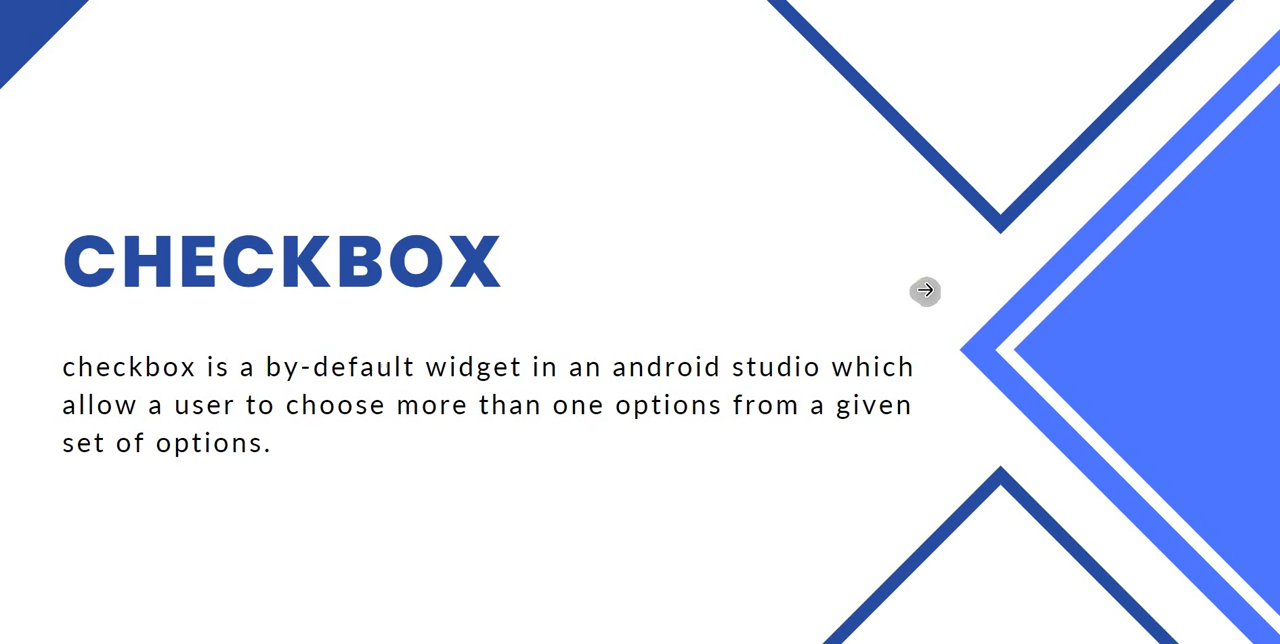 CHECKBOX
checkbox is a by-default widget in an android studio which
allow a user to choose more than one options from a given
set of options.